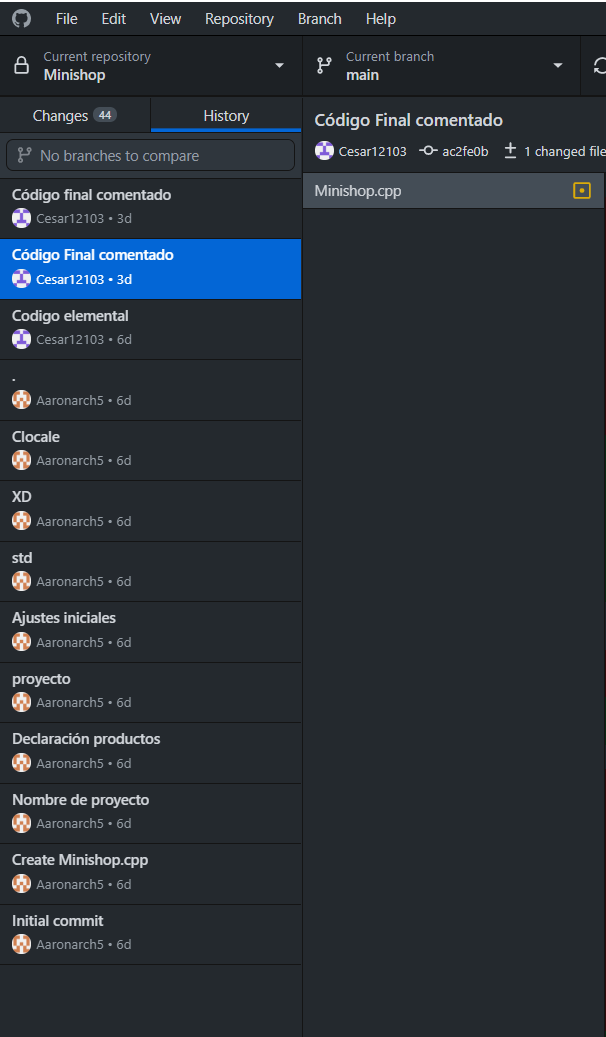 File Edit View Repository Branch Help
Current repository
Minishop
Current branch
main
Changes 44
History
No branches to compare
Código final comentado
Cesar12103 • 3d
Código Final comentado
Cesar12103 • 3d
Codigo elemental
Cesar12103 • 6d
.
Aaronarch5 • 6d
Clocale
Aaronarch5 • 6d
XD
Aaronarch5 • 6d
std
Aaronarch5 • 6d
Ajustes iniciales
Aaronarch5 • 6d
proyecto
Aaronarch5 • 6d
Declaración productos
Aaronarch5 • 6d
Nombre de proyecto
Aaronarch5 • 6d
Create Minishop.cpp
Aaronarch5 • 6d
Initial commit
Aaronarch5 • 6d
Código Final comentado
Cesar12103 ac2fe0b 1 changed file
Minishop.cpp